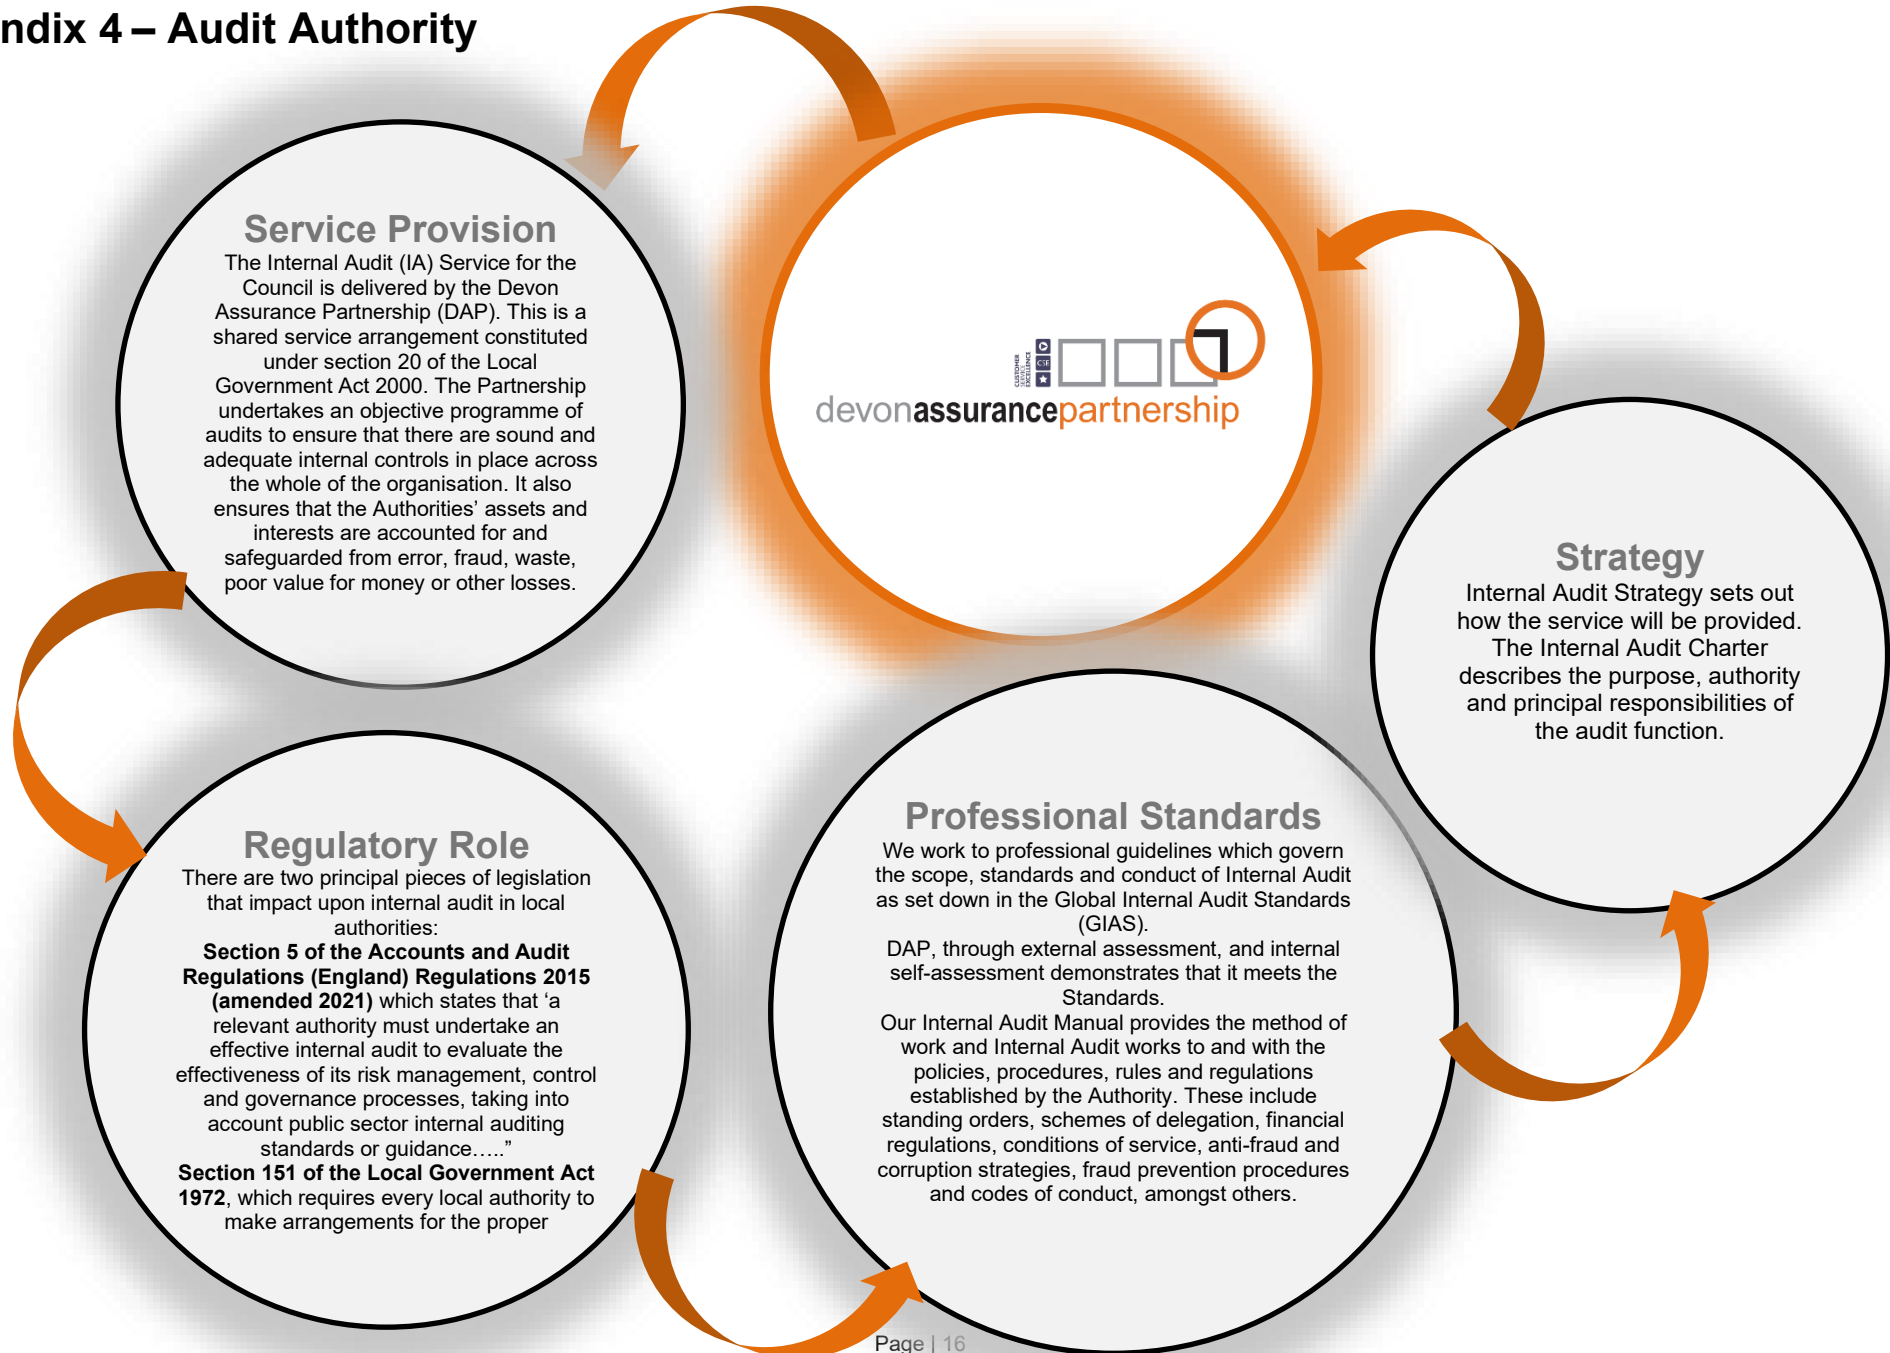 ndix 4 – Audit Authority
Service Provision
The Internal Audit (IA) Service for the
Council is delivered by the Devon
Assurance Partnership (DAP). This is a
shared service arrangement constituted
under section 20 of the Local
Government Act 2000. The Partnership
undertakes an objective programme of
audits to ensure that there are sound and
adequate internal controls in place across
the whole of the organisation. It also
ensures that the Authorities’ assets and
interests are accounted for and
safeguarded from error, fraud, waste,
poor value for money or other losses.
CUSTOMER
SERVICE
EXCELLENCE
CSE
devonassurancepartnership
Strategy
Internal Audit Strategy sets out
how the service will be provided.
The Internal Audit Charter
describes the purpose, authority
and principal responsibilities of
the audit function.
Regulatory Role
There are two principal pieces of legislation
that impact upon internal audit in local
authorities:
Section 5 of the Accounts and Audit
Regulations (England) Regulations 2015
(amended 2021) which states that ‘a
relevant authority must undertake an
effective internal audit to evaluate the
effectiveness of its risk management, control
and governance processes, taking into
account public sector internal auditing
standards or guidance…..”
Section 151 of the Local Government Act
1972, which requires every local authority to
make arrangements for the proper
Professional Standards
We work to professional guidelines which govern
the scope, standards and conduct of Internal Audit
as set down in the Global Internal Audit Standards
(GIAS).
DAP, through external assessment, and internal
self-assessment demonstrates that it meets the
Standards.
Our Internal Audit Manual provides the method of
work and Internal Audit works to and with the
policies, procedures, rules and regulations
established by the Authority. These include
standing orders, schemes of delegation, financial
regulations, conditions of service, anti-fraud and
corruption strategies, fraud prevention procedures
and codes of conduct, amongst others.
Page | 16